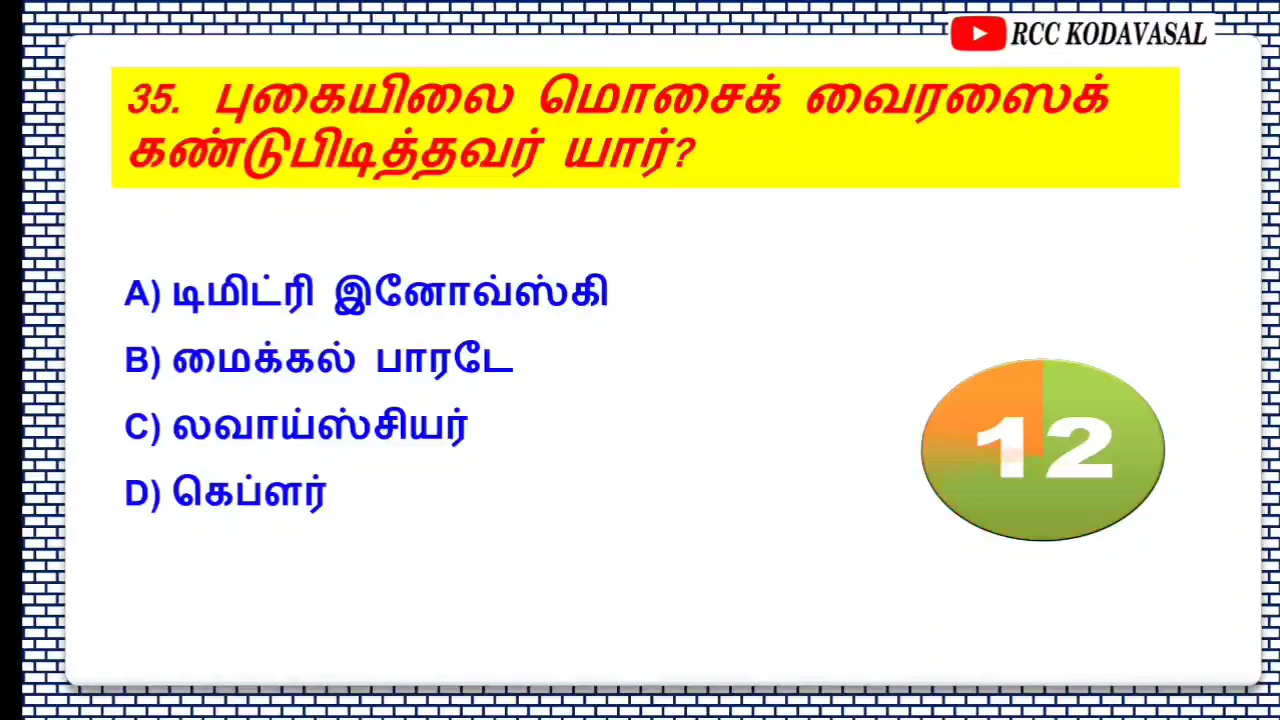 RCC KODAVASAL
35. புகையிலை மொசைக் வைரஸைக்
கண்டுபிடித்தவர் யார்?
A) டிமிட்ரி இனோவ்ஸ்கி
B) மைக்கல் பாரடே
C) லவாய்ஸ்சியர்
D) கெப்ளர்
12